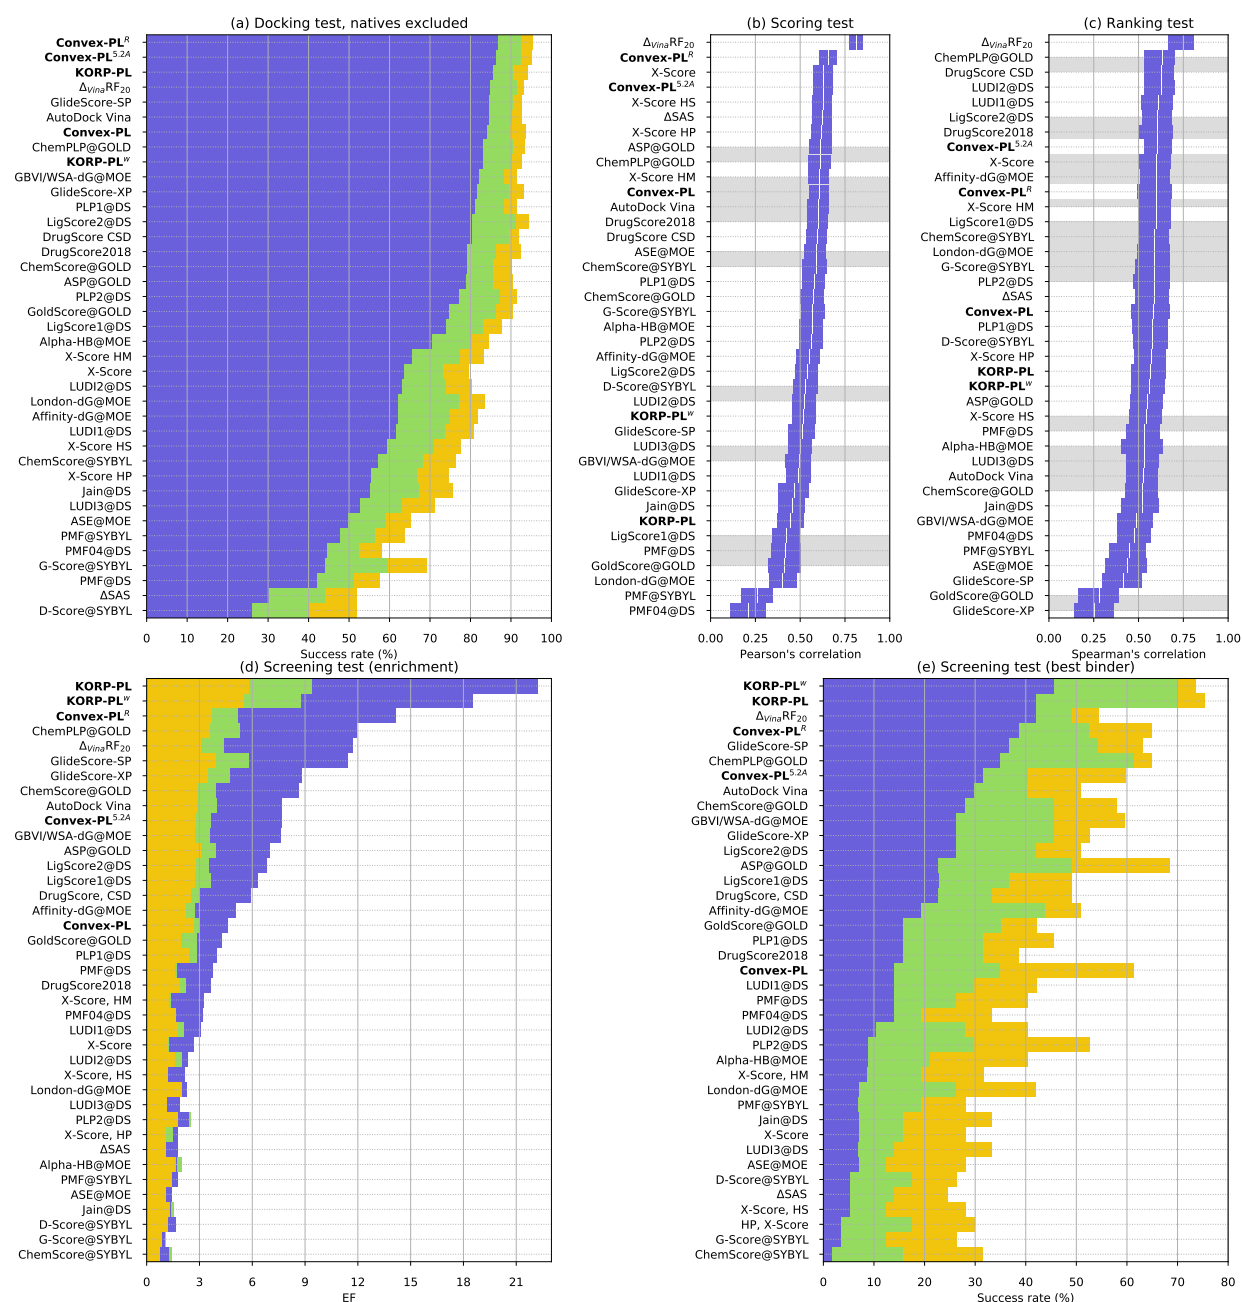 (a) Docking test, natives excluded
Convex-PL^R
Convex-PL^5.2A
KORP-PL
Δ_VinaRF_20
GlideScore-SP
AutoDock Vina
Convex-PL
ChemPLP@GOLD
KORP-PL^w
GBVI/WSA-dG@MOE
GlideScore-XP
PLP1@DS
LigScore2@DS
DrugScore CSD
DrugScore2018
ChemScore@GOLD
ASP@GOLD
PLP2@DS
GoldScore@GOLD
LigScore1@DS
Alpha-HB@MOE
X-Score HM
X-Score
LUDI2@DS
London-dG@MOE
Affinity-dG@MOE
LUDI1@DS
X-Score HS
ChemScore@SYBYL
X-Score HP
Jain@DS
LUDI3@DS
ASE@MOE
PMF@SYBYL
PMF04@DS
G-Score@SYBYL
PMF@DS
ΔSAS
D-Score@SYBYL
0 10 20 30 40 50 60 70 80 90 100
Success rate (%)
(b) Scoring test
Δ_VinaRF_20
Convex-PL^R
X-Score
Convex-PL^5.2A
X-Score HS
ΔSAS
X-Score HP
ASP@GOLD
ChemPLP@GOLD
X-Score HM
Convex-PL
AutoDock Vina
DrugScore2018
DrugScore CSD
ASE@MOE
ChemScore@SYBYL
PLP1@DS
ChemScore@GOLD
G-Score@SYBYL
Alpha-HB@MOE
PLP2@DS
Affinity-dG@MOE
LigScore2@DS
D-Score@SYBYL
LUDI2@DS
KORP-PL^w
GlideScore-SP
LUDI3@DS
GBVI/WSA-dG@MOE
LUDI1@DS
GlideScore-XP
Jain@DS
KORP-PL
LigScore1@DS
PMF@DS
GoldScore@GOLD
London-dG@MOE
PMF@SYBYL
PMF04@DS
0.00 0.25 0.50 0.75 1.00
Pearson's correlation
(c) Ranking test
Δ_VinaRF_20
ChemPLP@GOLD
DrugScore CSD
LUDI2@DS
LUDI1@DS
LigScore2@DS
DrugScore2018
Convex-PL^5.2A
X-Score
Affinity-dG@MOE
Convex-PL^R
X-Score HM
LigScore1@DS
ChemScore@SYBYL
London-dG@MOE
G-Score@SYBYL
PLP2@DS
ΔSAS
Convex-PL
PLP1@DS
D-Score@SYBYL
X-Score HP
KORP-PL
KORP-PL^w
ASP@GOLD
X-Score HS
PMF@DS
Alpha-HB@MOE
LUDI3@DS
AutoDock Vina
ChemScore@GOLD
Jain@DS
GBVI/WSA-dG@MOE
PMF04@DS
PMF@SYBYL
ASE@MOE
GlideScore-SP
GoldScore@GOLD
GlideScore-XP
0.00 0.25 0.50 0.75 1.00
Spearman's correlation
(d) Screening test (enrichment)
KORP-PL
KORP-PL^w
Convex-PL^R
ChemPLP@GOLD
Δ_VinaRF_20
GlideScore-SP
GlideScore-XP
ChemScore@GOLD
AutoDock Vina
Convex-PL^5.2A
GBVI/WSA-dG@MOE
ASP@GOLD
LigScore2@DS
LigScore1@DS
DrugScore, CSD
Affinity-dG@MOE
Convex-PL
GoldScore@GOLD
PLP1@DS
PMF@DS
DrugScore2018
X-Score, HM
PMF04@DS
LUDI1@DS
X-Score
LUDI2@DS
X-Score, HS
London-dG@MOE
LUDI3@DS
PLP2@DS
X-Score, HP
ΔSAS
Alpha-HB@MOE
PMF@SYBYL
ASE@MOE
Jain@DS
D-Score@SYBYL
G-Score@SYBYL
ChemScore@SYBYL
0 3 6 9 12 15 18 21
EF
(e) Screening test (best binder)
KORP-PL^w
KORP-PL
Δ_VinaRF_20
Convex-PL^R
GlideScore-SP
ChemPLP@GOLD
Convex-PL^5.2A
AutoDock Vina
ChemScore@GOLD
GBVI/WSA-dG@MOE
GlideScore-XP
LigScore2@DS
ASP@GOLD
LigScore1@DS
DrugScore, CSD
Affinity-dG@MOE
GoldScore@GOLD
PLP1@DS
DrugScore2018
Convex-PL
LUDI1@DS
PMF@DS
PMF04@DS
LUDI2@DS
PLP2@DS
Alpha-HB@MOE
X-Score, HM
London-dG@MOE
PMF@SYBYL
Jain@DS
X-Score
LUDI3@DS
ASE@MOE
D-Score@SYBYL
ΔSAS
X-Score, HS
HP, X-Score
G-Score@SYBYL
ChemScore@SYBYL
0 10 20 30 40 50 60 70 80
Success rate (%)